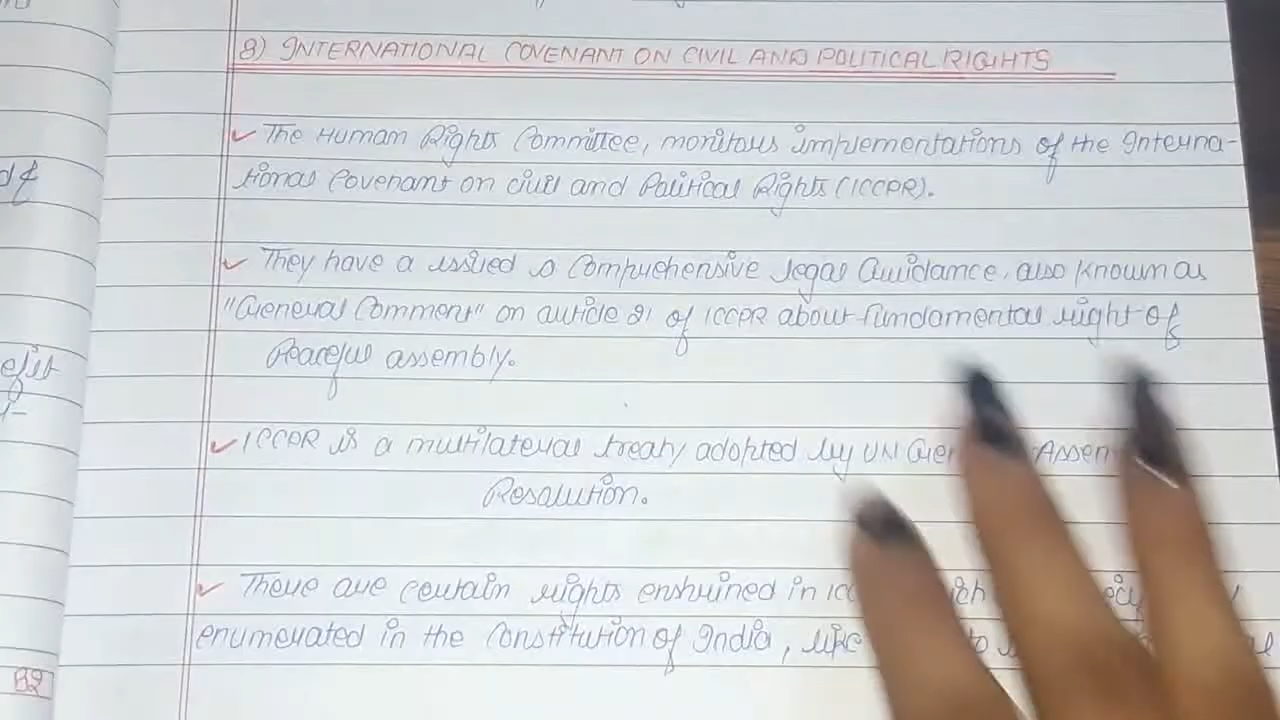 8) INTERNATIONAL COVENANT ON CIVIL AND POLITICAL RIGHTS
✓ The Human Rights Committee, monitors implementations of the Interna-
tional Covenant on civil and Political Rights (ICCPR).
✓ They have a issued a Comprehensive legal Guidance, also known as
"General Comment" on article 21 of ICCPR about fundamental right of
Peaceful assembly.
✓ ICCPR is a multilateral treaty adopted by UN Assem
Resolution.
✓ There are certain rights enshrined in
enumerated in the Constitution of India, like
32